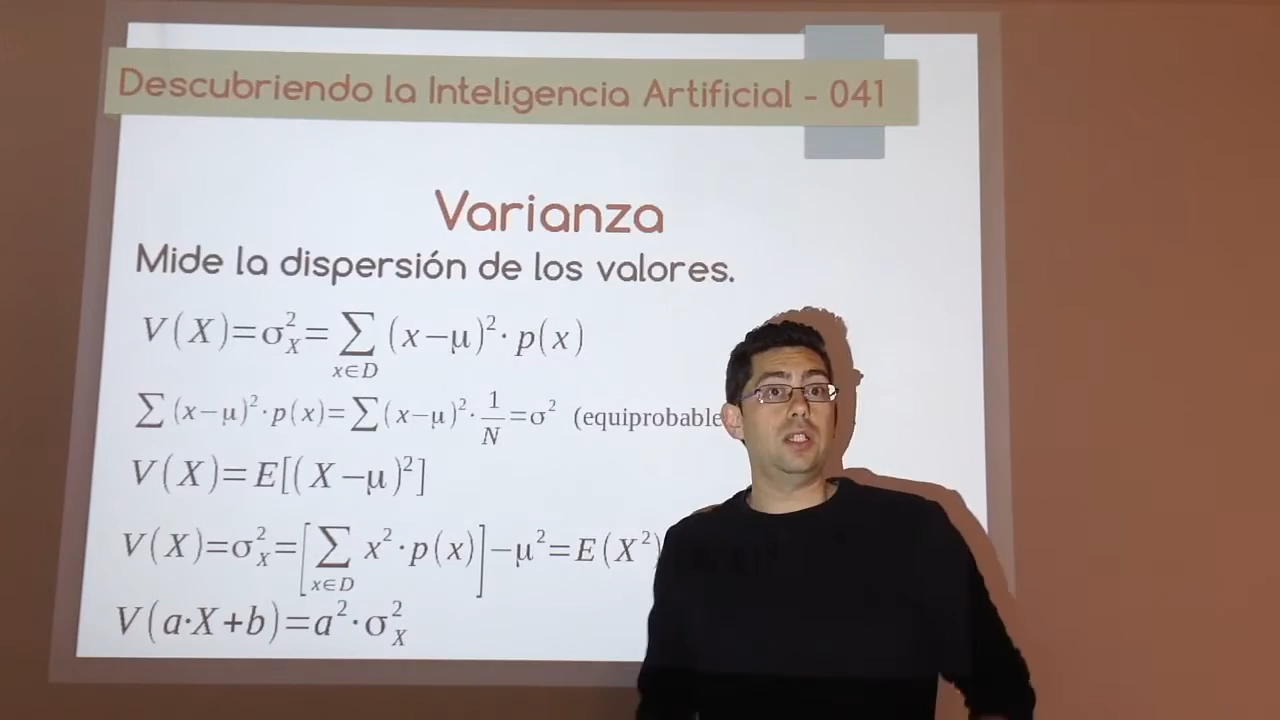 Descubriendo la Inteligencia Artificial - 041
Varianza
Mide la dispersión de los valores.
V(X)=σ²_X=∑_{x∈D} (x−μ)²·p(x)
∑(x−μ)²·p(x)=∑(x−μ)²·1/N=σ² (equiprobable
V(X)=E[(X−μ)²]
V(X)=σ²_X=[∑_{x∈D} x²·p(x)]−μ²=E(X²)
V(a·X+b)=a²·σ²_X